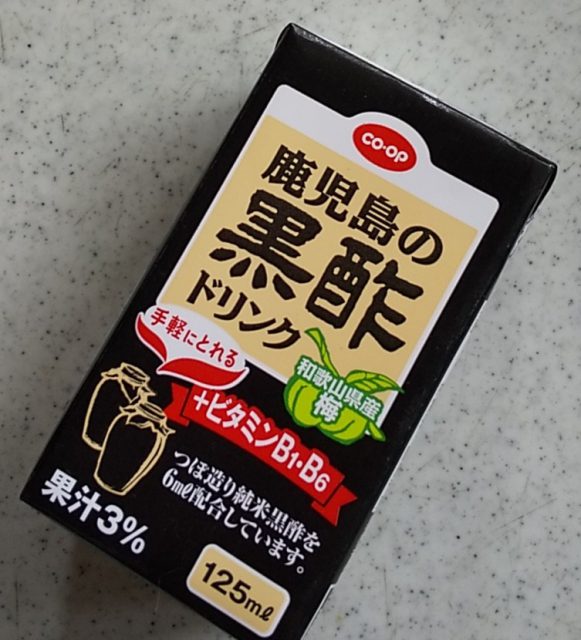 CO·OP
鹿児島の
黒酢
ドリンク
手軽にとれる
和歌山県産
梅
+ビタミンB1・B6
つぼ造り純米黒酢を
6ml配合しています。
果汁3%
125ml